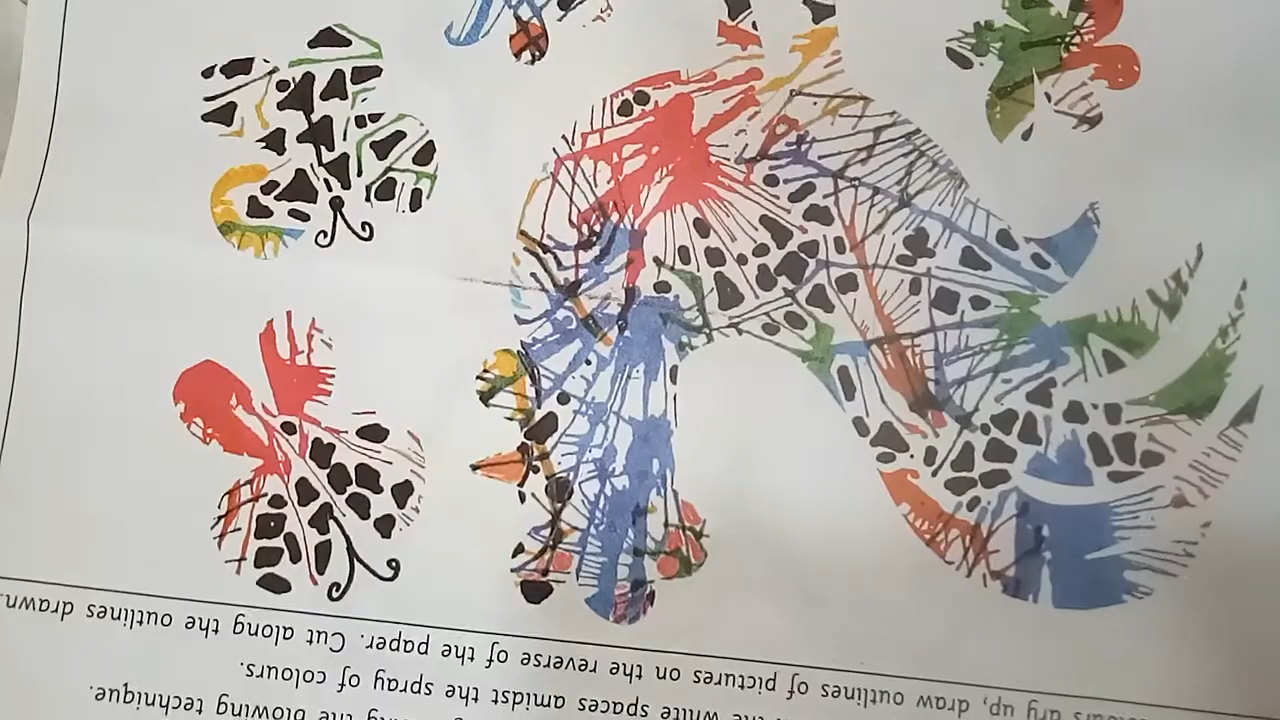 g the blowing technique.
white spaces amidst the spray of colours.
colours dry up, draw outlines of pictures on the reverse of the paper. Cut along the outlines drawn.